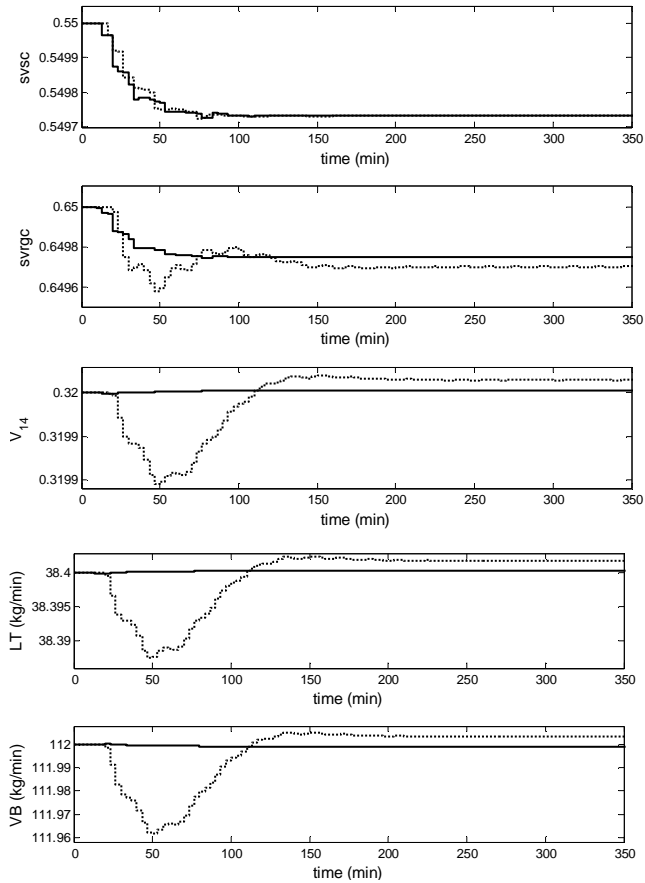 0.55
0.5499
0.5498
0.5497
svsc
0 50 100 150 200 250 300 350
time (min)
0.65
0.6498
0.6496
svrgc
0 50 100 150 200 250 300 350
time (min)
0.32
0.3199
0.3199
V14
0 50 100 150 200 250 300 350
time (min)
38.4
38.395
38.39
LT (kg/min)
0 50 100 150 200 250 300 350
time (min)
112
111.99
111.98
111.97
111.96
VB (kg/min)
0 50 100 150 200 250 300 350
time (min)